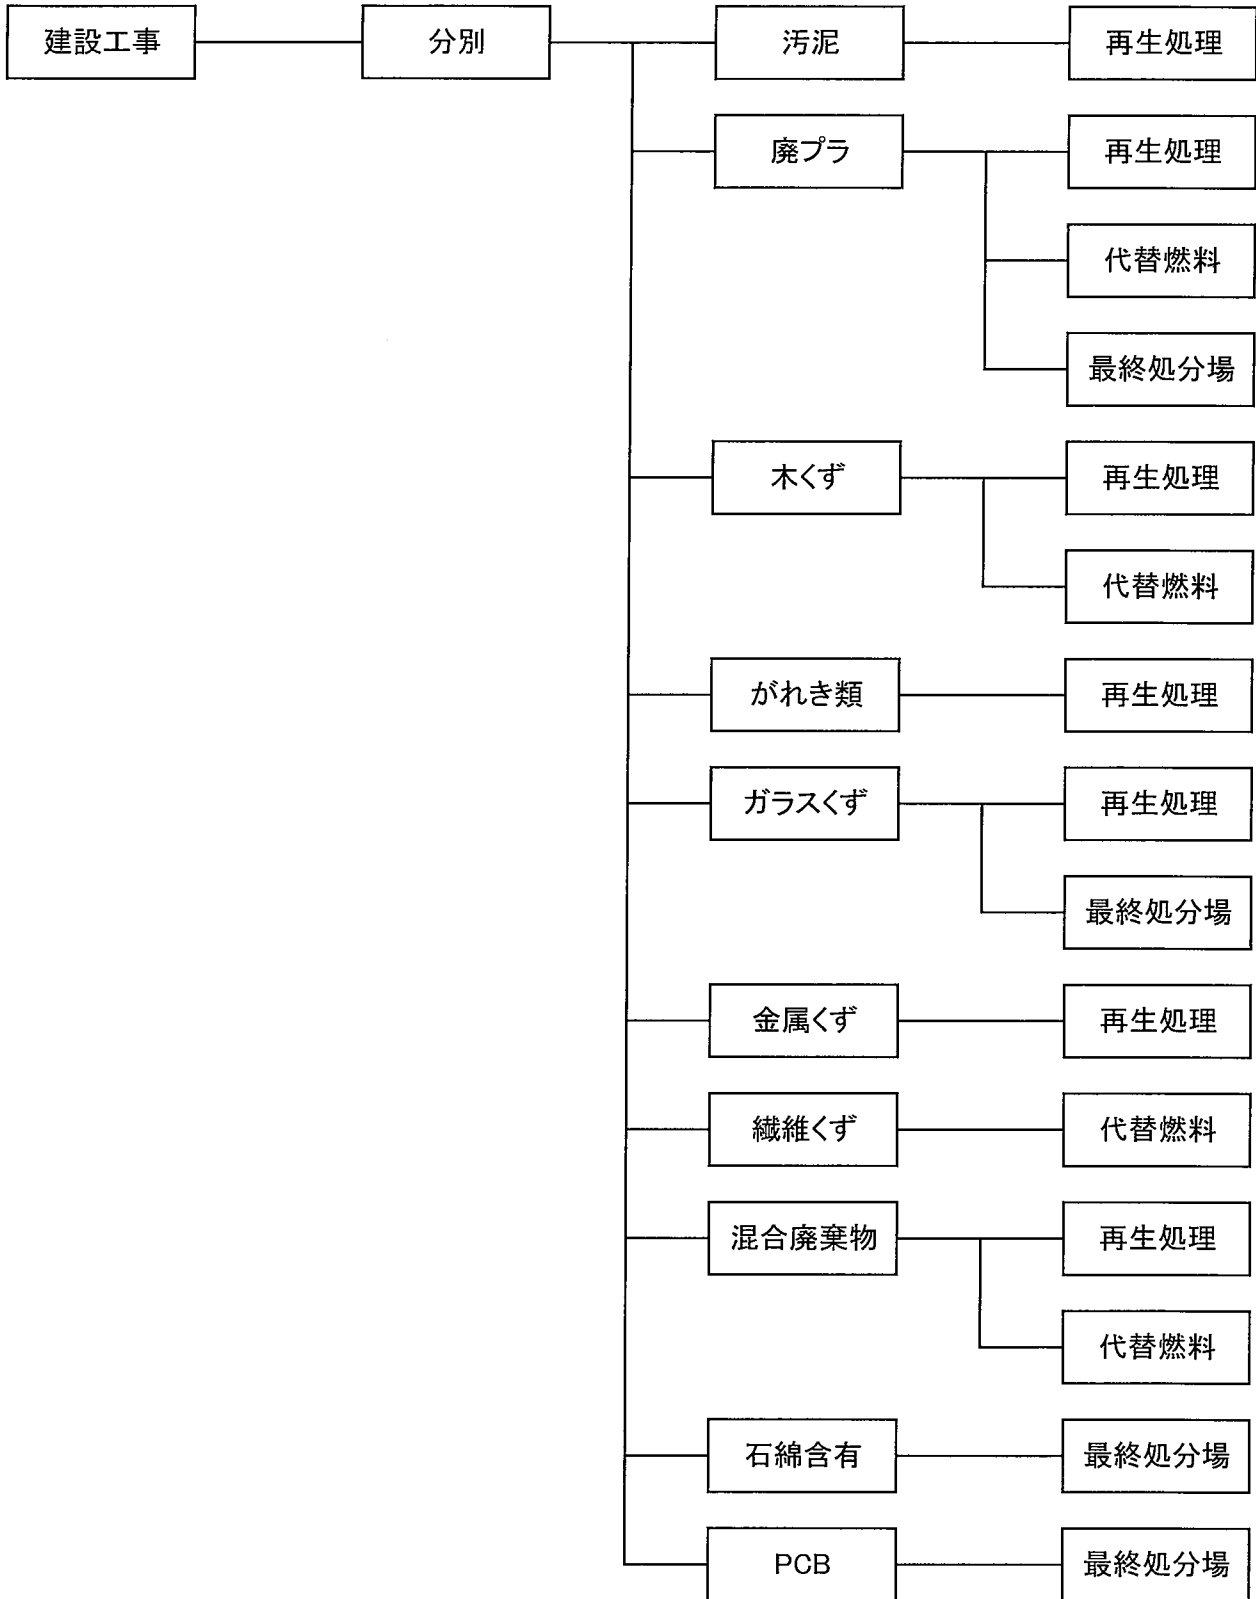 建設工事
分別
汚泥
再生処理
廃プラ
再生処理
代替燃料
最終処分場
木くず
再生処理
代替燃料
がれき類
再生処理
ガラスくず
再生処理
最終処分場
金属くず
再生処理
繊維くず
代替燃料
混合廃棄物
再生処理
代替燃料
石綿含有
最終処分場
PCB
最終処分場